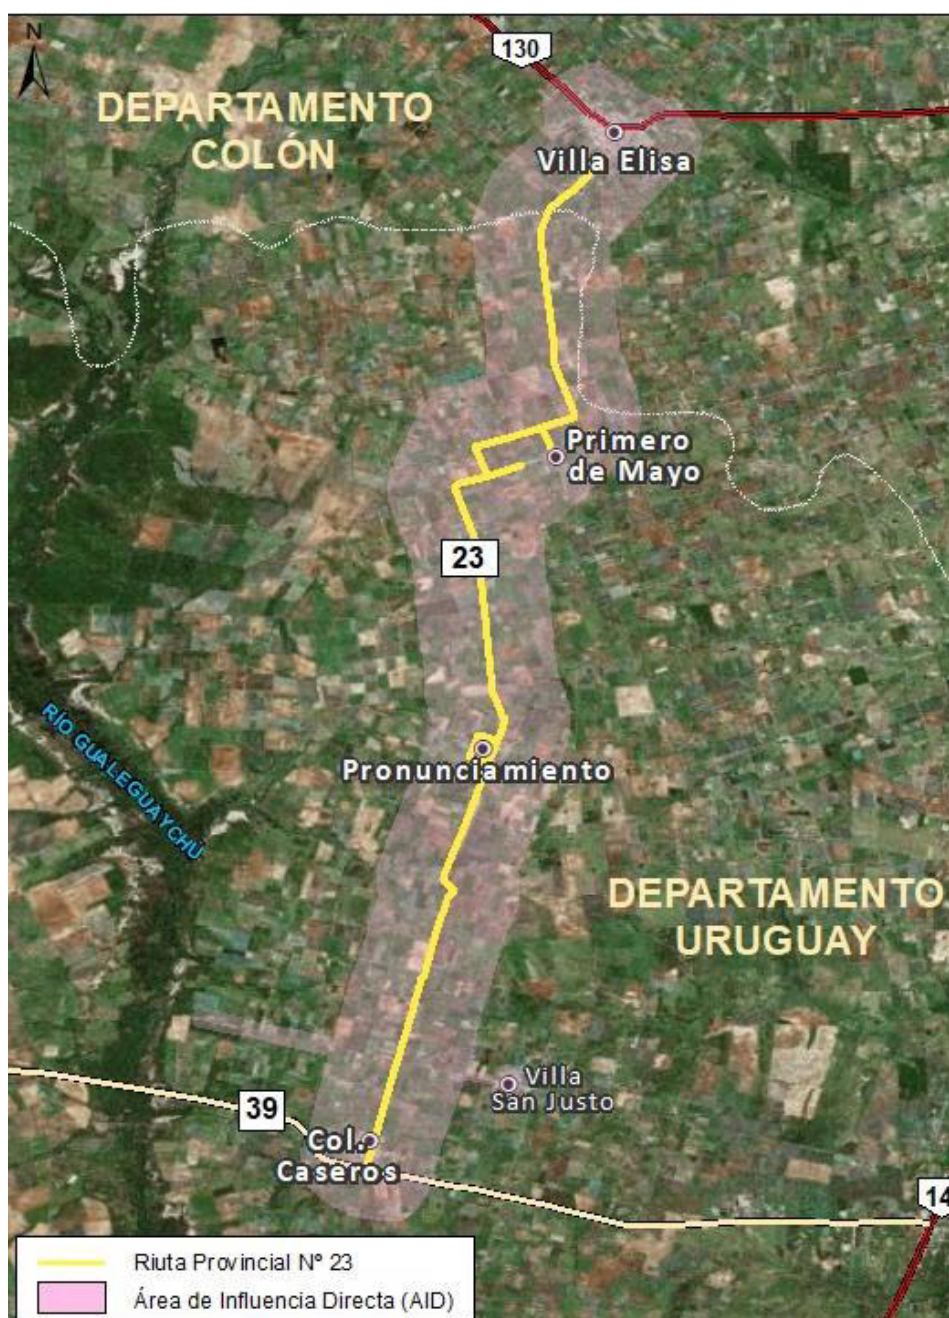 N
130
DEPARTAMENTO
COLÓN
Villa Elisa
Primero
de Mayo
23
RÍO GUALEGUAYCHÚ
Pronunciamiento
DEPARTAMENTO
URUGUAY
Villa
San Justo
39
Col.
Caseros
14
Riuta Provincial Nº 23
Área de Influencia Directa (AID)